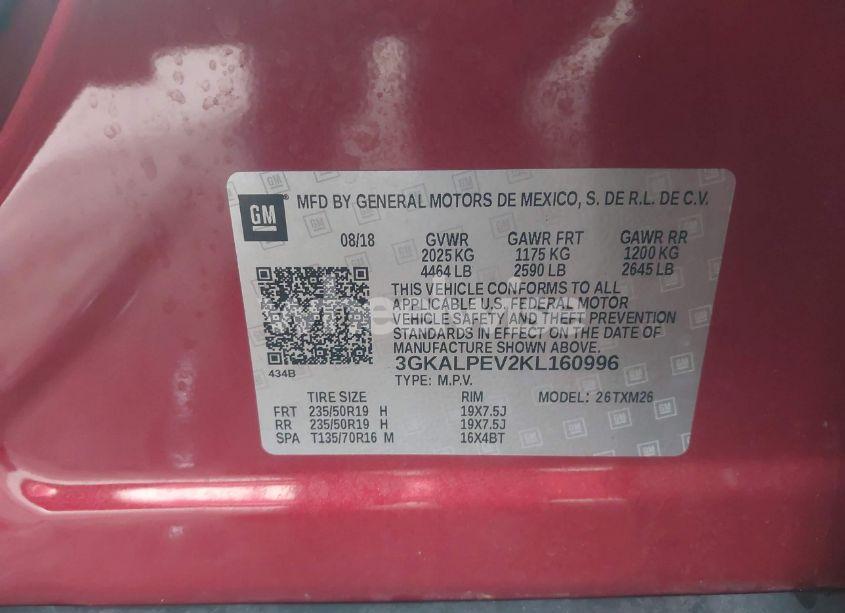 GM
MFD BY GENERAL MOTORS DE MEXICO, S. DE R.L. DE C.V.
08/18 GVWR GAWR FRT GAWR RR
2025 KG 1175 KG 1200 KG
4464 LB 2590 LB 2645 LB
THIS VEHICLE CONFORMS TO ALL
APPLICABLE U.S. FEDERAL MOTOR
VEHICLE SAFETY AND THEFT PREVENTION
STANDARDS IN EFFECT ON THE DATE OF
MANUFACTURE SHOWN ABOVE.
434B 3GKALPEV2KL160996
TYPE: M.P.V.
TIRE SIZE RIM MODEL: 26TXM26
FRT 235/50R19 H 19X7.5J
RR 235/50R19 H 19X7.5J
SPA T135/70R16 M 16X4BT